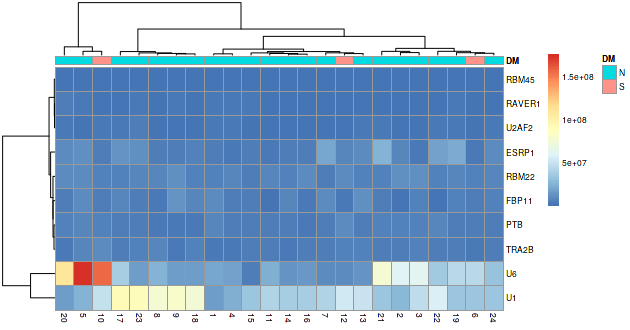 DM
DM
N
S
1.5e+08
1e+08
5e+07
RBM45
RAVER1
U2AF2
ESRP1
RBM22
FBP11
PTB
TRA2B
U6
U1
20 5 10 17 23 8 9 18 1 4 15 11 14 16 7 12 13 21 2 3 22 19 6 24